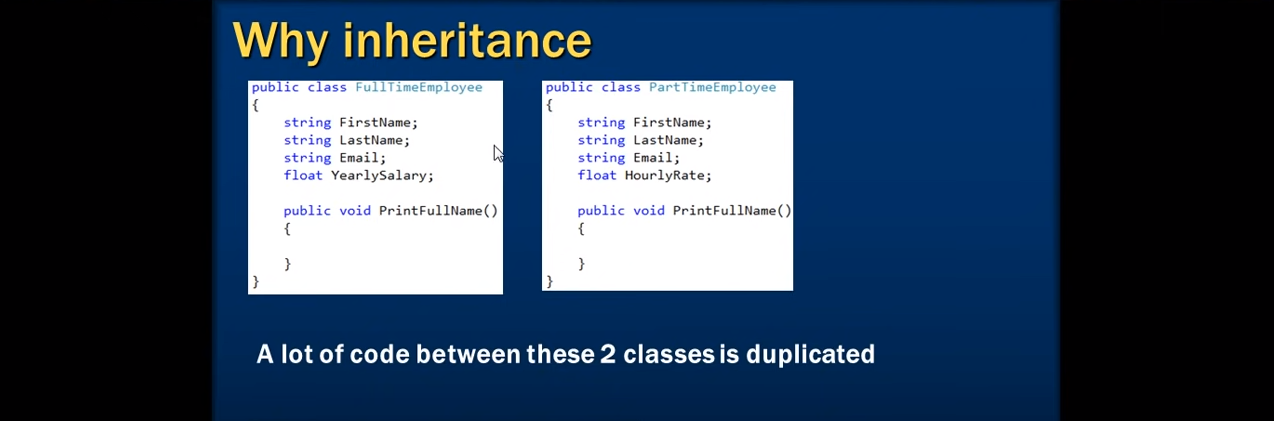 Why inheritance
public class FullTimeEmployee
{
    string FirstName;
    string LastName;
    string Email;
    float YearlySalary;
    public void PrintFullName()
    {
    }
}
public class PartTimeEmployee
{
    string FirstName;
    string LastName;
    string Email;
    float HourlyRate;
    public void PrintFullName()
    {
    }
}
A lot of code between these 2 classes is duplicated